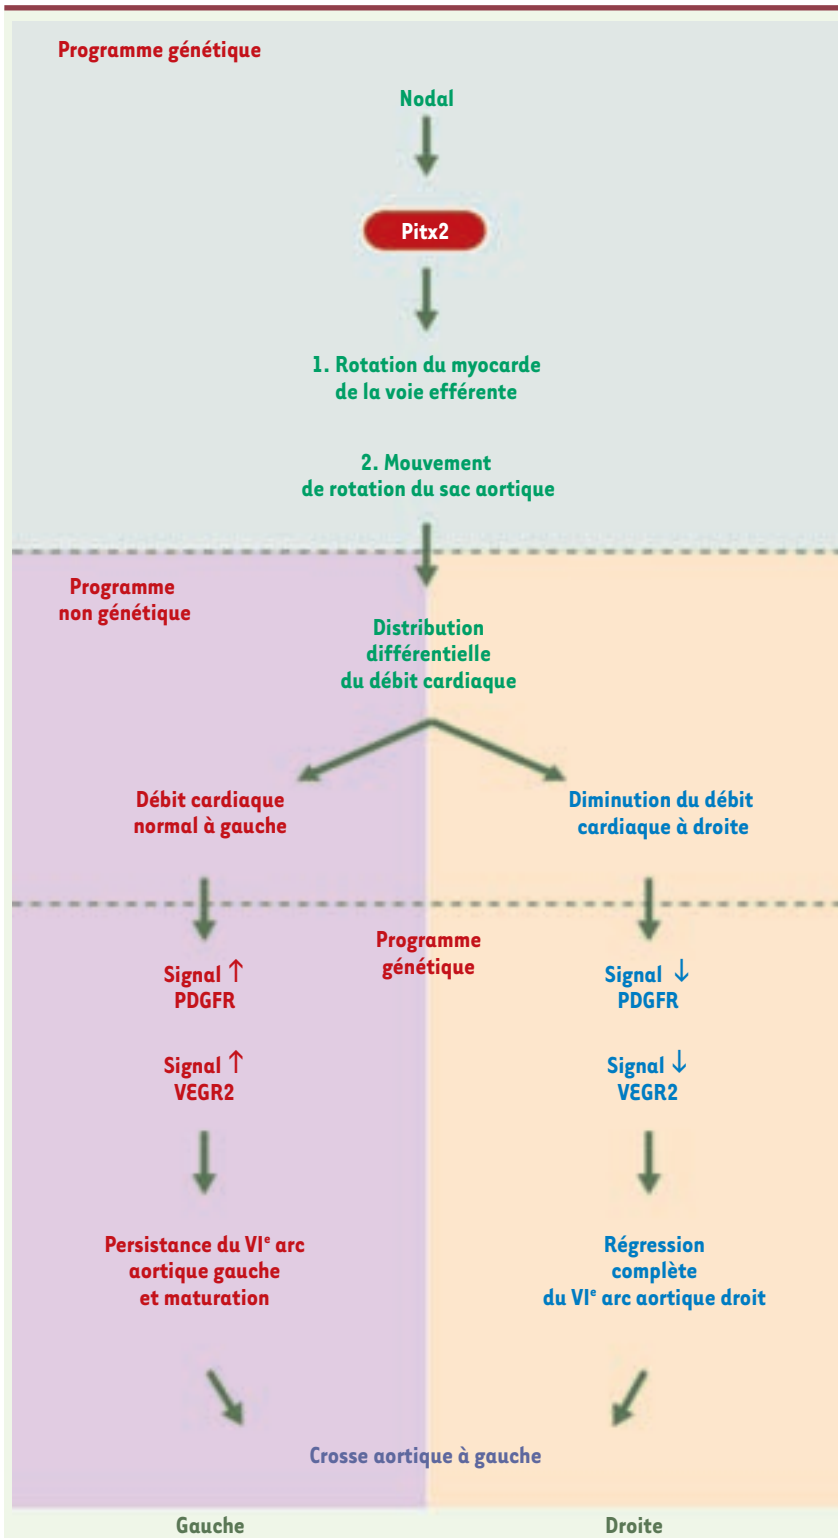 Programme génétique
Nodal
Pitx2
1. Rotation du myocarde
de la voie efférente
2. Mouvement
de rotation du sac aortique
Programme
non génétique
Distribution
différentielle
du débit cardiaque
Débit cardiaque
normal à gauche
Diminution du débit
cardiaque à droite
Programme
génétique
Signal ↑
PDGFR
Signal ↑
VEGR2
Signal ↓
PDGFR
Signal ↓
VEGR2
Persistance du VIᵉ arc
aortique gauche
et maturation
Régression
complète
du VIᵉ arc aortique droit
Crosse aortique à gauche
Gauche
Droite